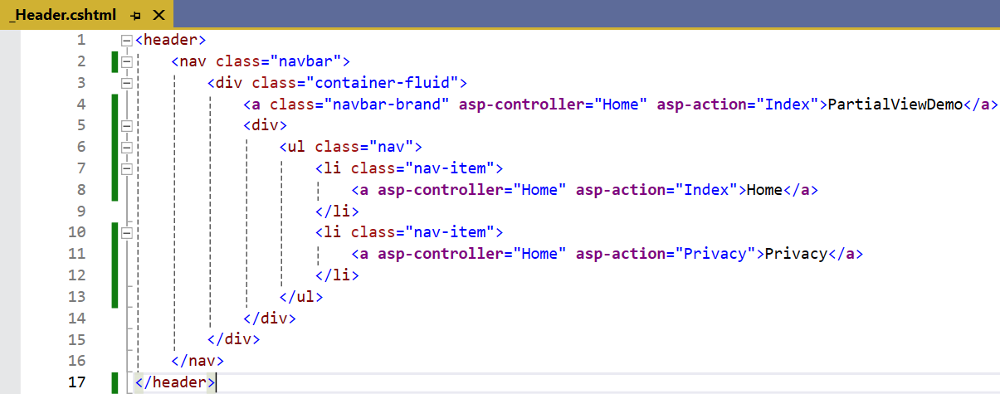 _Header.cshtml
1 <header>
2 <nav class="navbar">
3 <div class="container-fluid">
4 <a class="navbar-brand" asp-controller="Home" asp-action="Index">PartialViewDemo</a>
5 <div>
6 <ul class="nav">
7 <li class="nav-item">
8 <a asp-controller="Home" asp-action="Index">Home</a>
9 </li>
10 <li class="nav-item">
11 <a asp-controller="Home" asp-action="Privacy">Privacy</a>
12 </li>
13 </ul>
14 </div>
15 </div>
16 </nav>
17 </header>